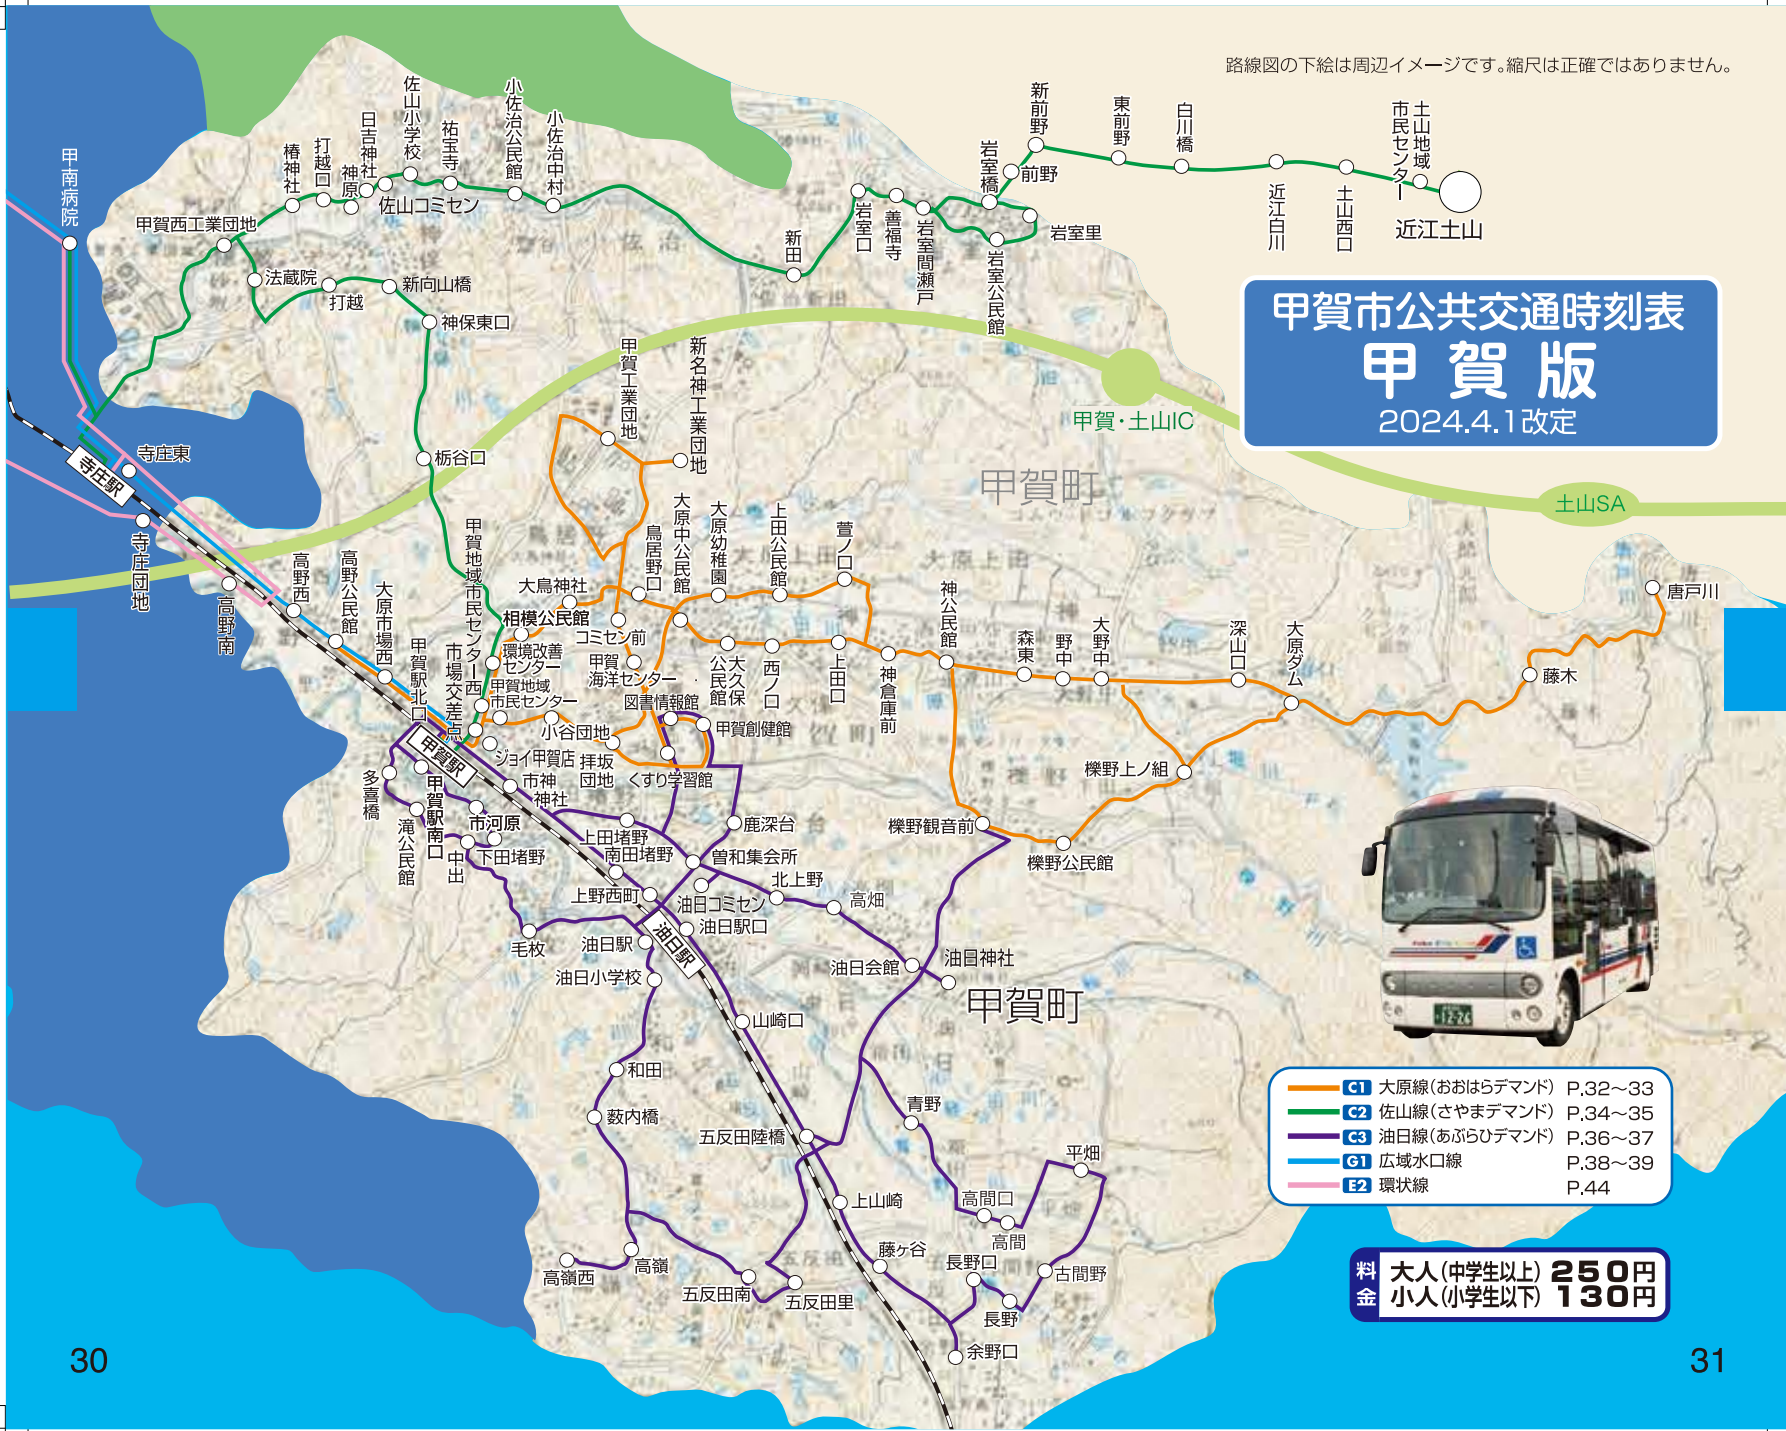 路線図の下絵は周辺イメージです。縮尺は正確ではありません。
甲賀市公共交通時刻表
甲賀版
2024.4.1改定
甲南病院
甲賀西工業団地
椿神社
打越口
神原
日吉神社
佐山小学校
佐山コミセン
祐宝寺
小佐治公民館
小佐治中村
新田
岩室口
善福寺
岩室間瀬戸
岩室橋
岩室公民館
岩室里
前野
新前野
東前野
白川橋
近江白川
土山西口
土山地域
市民センター
近江土山
法蔵院
打越
新向山橋
神保東口
栃谷口
甲賀地域市民センター西
甲賀・土山IC
土山SA
甲賀町
寺庄東
寺庄駅
寺庄団地
高野南
高野西
高野公民館
大原市場西
甲賀駅北口
市場交差点
甲賀駅
甲賀工業団地
新名神工業団地
大鳥神社
相模公民館
環境改善
センター
甲賀地域
市民センター
鳥居野口
コミセン前
甲賀
海洋センター
図書情報館
甲賀創健館
くすり学習館
小谷団地
拝坂
団地
ジョイ甲賀店
市神
神社
大原中公民館
大原幼稚園
上田公民館
萱ノ口
大久保
公民館
西ノ口
上田口
神倉庫前
神公民館
森東
野中
大野中
深山口
大原ダム
藤木
唐戸川
櫟野上ノ組
櫟野観音前
櫟野公民館
多喜橋
滝公民館
甲賀駅南口
中出
市河原
下田堵野
毛枚
上田堵野
南田堵野
上野西町
鹿深台
曽和集会所
油日コミセン
北上野
高畑
油日駅口
油日駅
油日駅
油日小学校
油日会館
油日神社
甲賀町
山崎口
和田
薮内橋
高嶺
高嶺西
五反田陸橋
五反田南
五反田里
上山崎
藤ヶ谷
青野
高間口
高間
平畑
古間野
長野口
長野
余野口
C1 大原線(おおはらデマンド) P.32～33
C2 佐山線(さやまデマンド) P.34～35
C3 油日線(あぶらひデマンド) P.36～37
G1 広域水口線 P.38～39
E2 環状線 P.44
料金
大人(中学生以上) 250円
小人(小学生以下) 130円
30
31